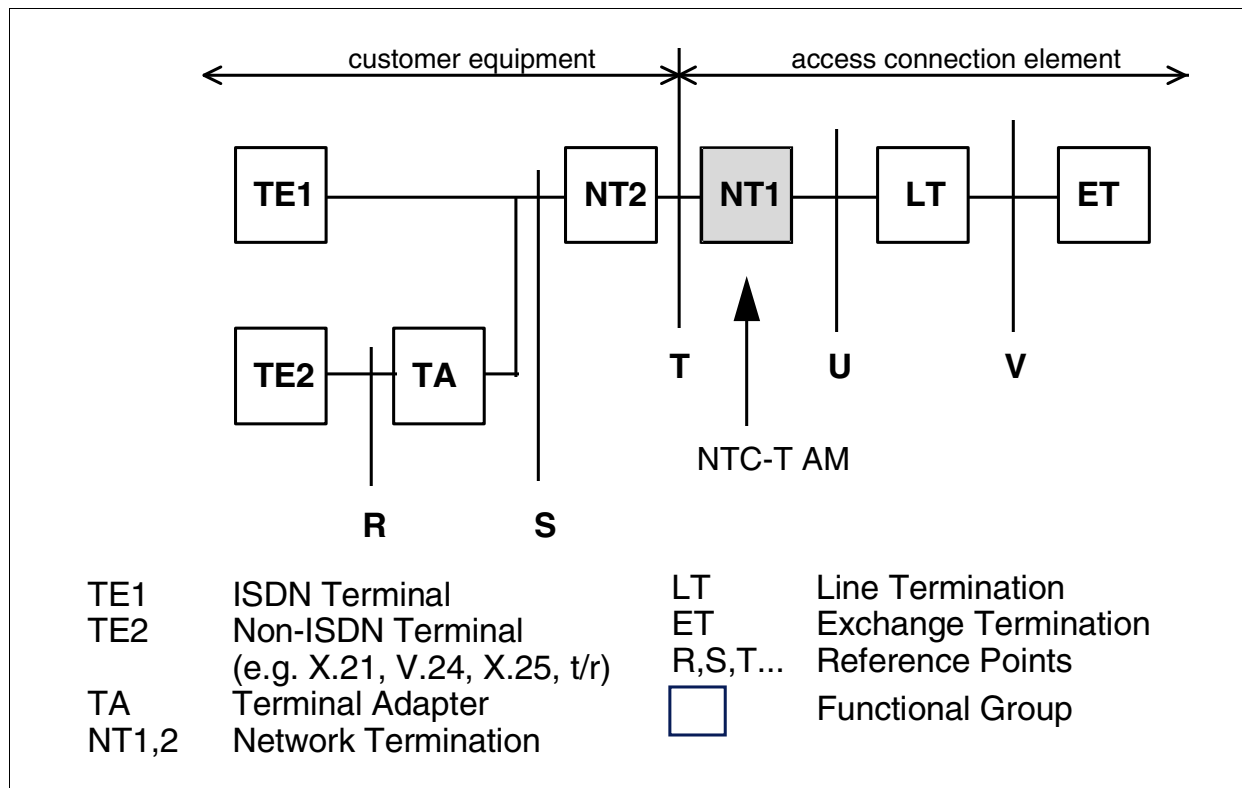 customer equipment
access connection element
TE1
NT2
NT1
LT
ET
TE2
TA
T
U
V
NTC-T AM
R
S
TE1 ISDN Terminal
TE2 Non-ISDN Terminal
(e.g. X.21, V.24, X.25, t/r)
TA Terminal Adapter
NT1,2 Network Termination
LT Line Termination
ET Exchange Termination
R,S,T... Reference Points
Functional Group